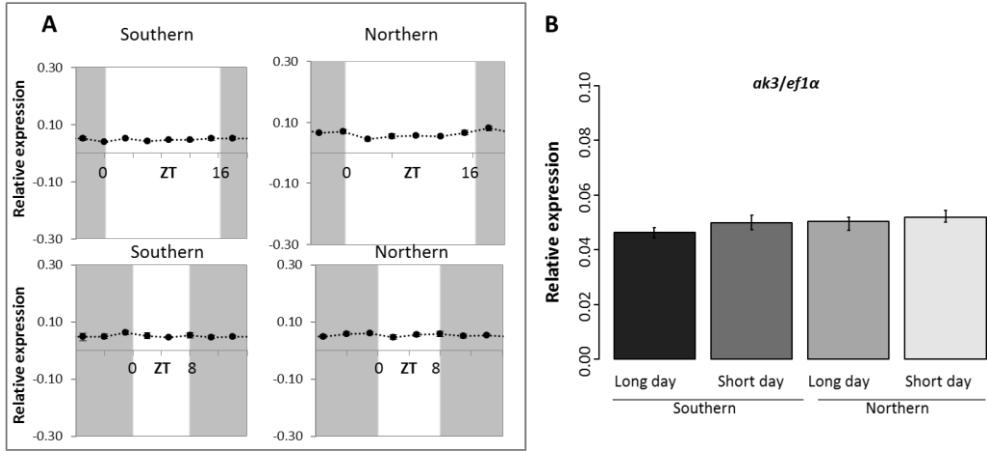 A
Southern
Northern
Relative expression
0.30
0.10
-0.10
-0.30
0
ZT
16
0.30
0.10
-0.10
-0.30
0
ZT
16
Southern
Northern
Relative expression
0.30
0.10
-0.10
-0.30
0
ZT
8
0.30
0.10
-0.10
-0.30
0
ZT
8
B
ak3/ef1α
Relative expression
0.10
0.08
0.06
0.04
0.02
0.00
Long day
Short day
Long day
Short day
Southern
Northern